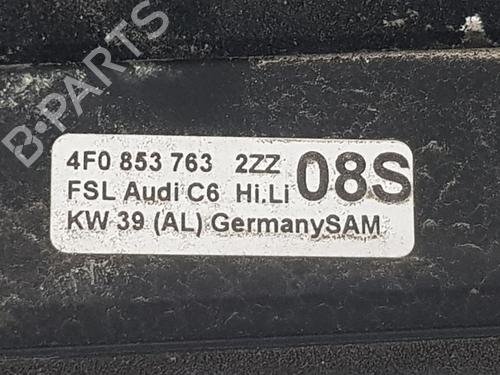 B-PARTS
4F0 853 763 2ZZ 08S
FSL Audi C6 Hi.Li
KW 39 (AL) GermanySAM